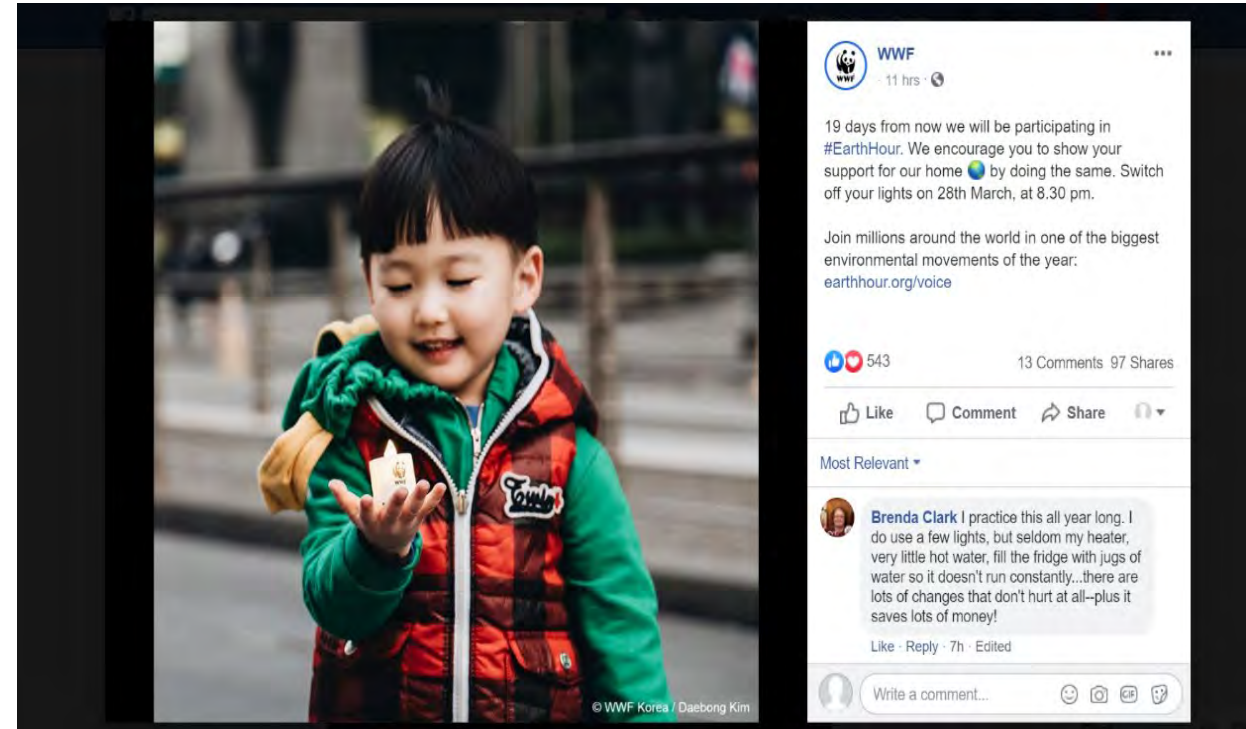 WWF
11 hrs ·
19 days from now we will be participating in
#EarthHour. We encourage you to show your
support for our home 🌏 by doing the same. Switch
off your lights on 28th March, at 8.30 pm.
Join millions around the world in one of the biggest
environmental movements of the year:
earthhour.org/voice
543
13 Comments 97 Shares
Like Comment Share
Most Relevant
Brenda Clark I practice this all year long. I
do use a few lights, but seldom my heater,
very little hot water, fill the fridge with jugs of
water so it doesn't run constantly...there are
lots of changes that don't hurt at all--plus it
saves lots of money!
Like · Reply · 7h · Edited
Write a comment...
GIF
WWF
WWF
© WWF Korea / Daebong Kim